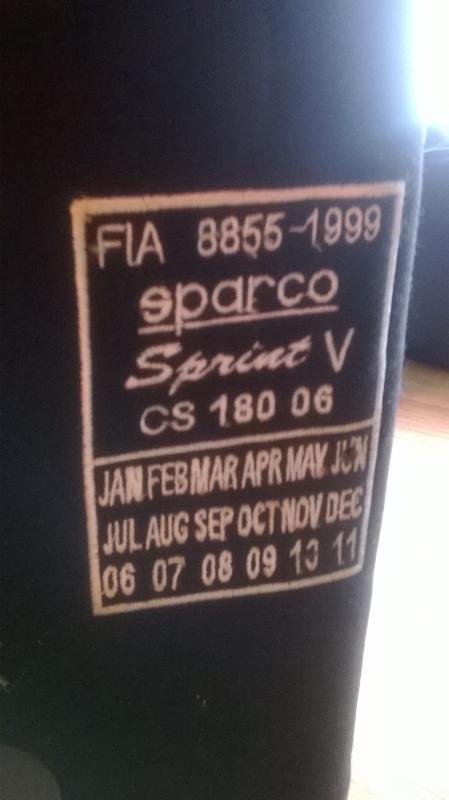 FIA 8855-1999
sparco
Sprint V
CS 180 06
JAN FEB MAR APR MAY JUN
JUL AUG SEP OCT NOV DEC
06 07 08 09 10 11